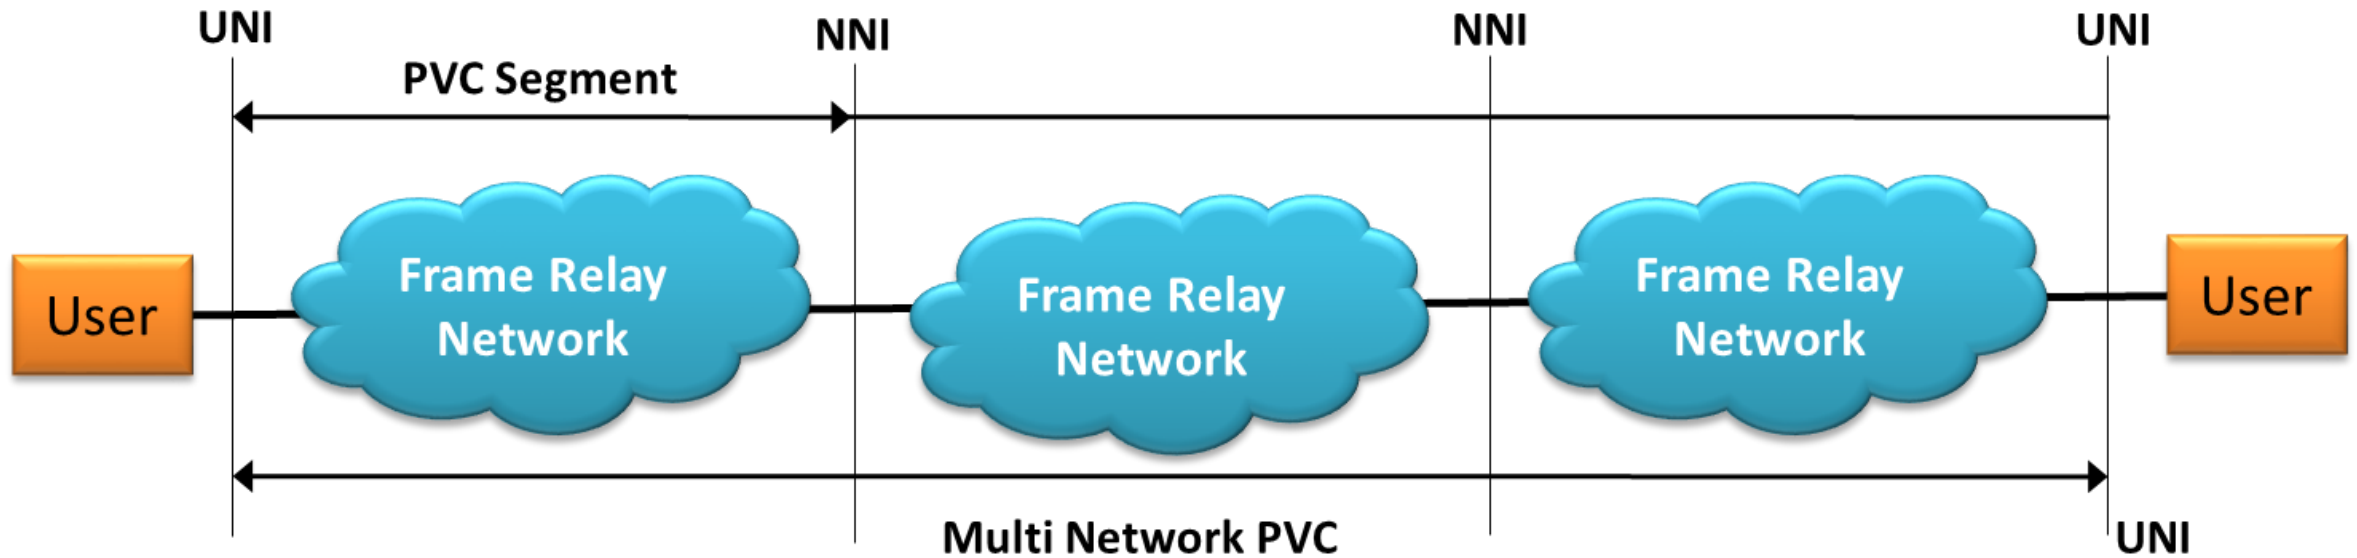 UNI
NNI
NNI
UNI
PVC Segment
User
Frame Relay
Network
Frame Relay
Network
Frame Relay
Network
User
Multi Network PVC
UNI